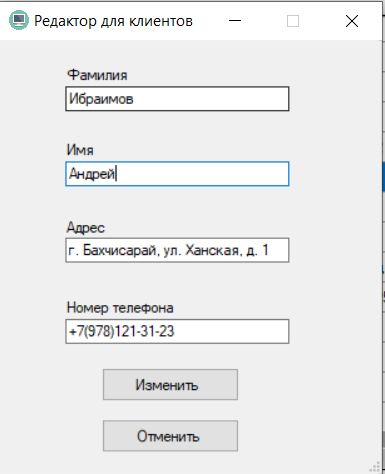 Редактор для клиентов
Фамилия
Ибраимов
Имя
Андрей
Адрес
г. Бахчисарай, ул. Ханская, д. 1
Номер телефона
+7(978)121-31-23
Изменить
Отменить